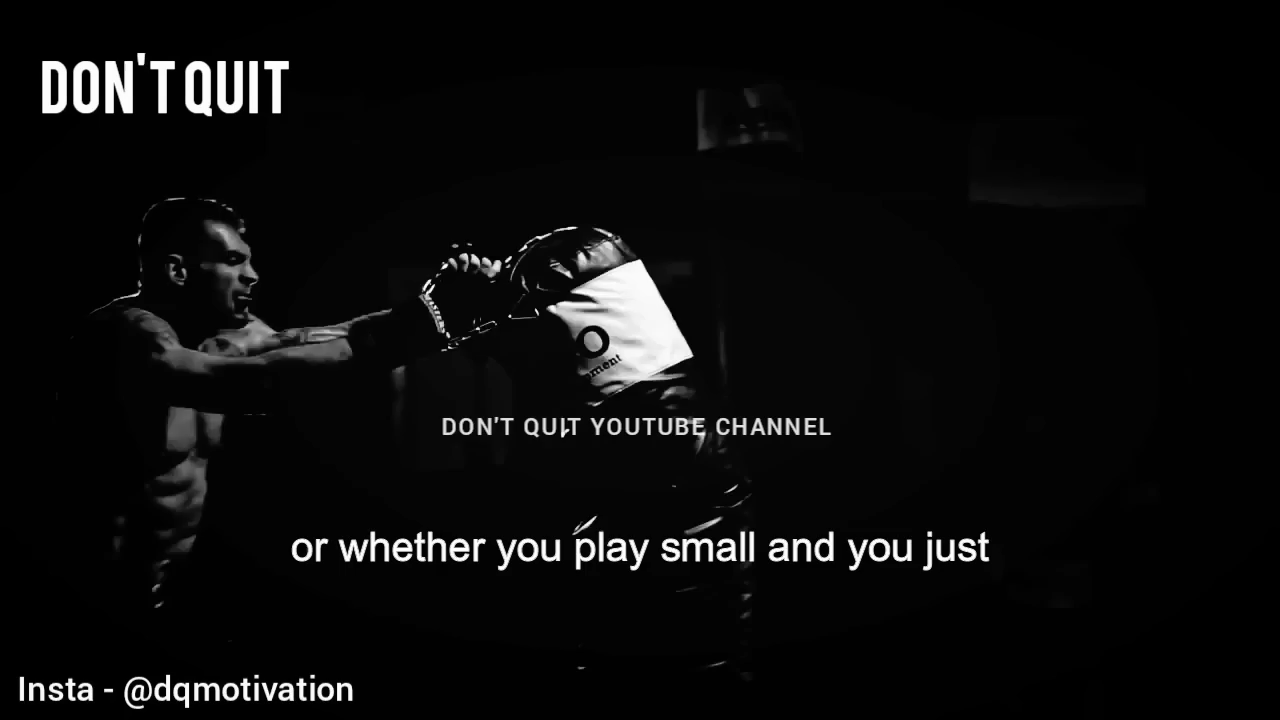 DON'T QUIT
O
DON'T QUIT YOUTUBE CHANNEL
or whether you play small and you just
Insta - @dqmotivation